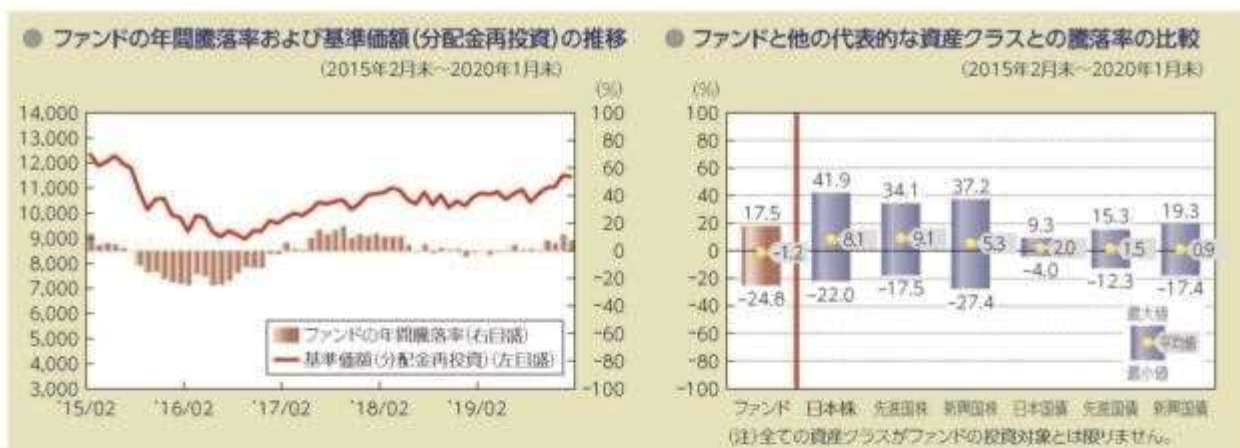 ● ファンドの年間騰落率および基準価額(分配金再投資)の推移
(2015年2月末～2020年1月末)
(%)
14,000
13,000
12,000
11,000
10,000
9,000
8,000
7,000
6,000
5,000
4,000
3,000
100
80
60
40
20
0
-20
-40
-60
-80
-100
ファンドの年間騰落率(右目盛)
基準価額(分配金再投資)(左目盛)
'15/02 '16/02 '17/02 '18/02 '19/02
● ファンドと他の代表的な資産クラスとの騰落率の比較
(2015年2月末～2020年1月末)
(%)
100
80
60
40
20
0
-20
-40
-60
-80
-100
17.5 41.9 34.1 37.2 9.3 15.3 19.3
-1.2 8.1 9.1 5.3 2.0 1.5 0.9
-24.8 -22.0 -17.5 -27.4 -4.0 -12.3 -17.4
最大値
平均値
最小値
ファンド 日本株 先進国株 新興国株 日本国債 先進国債 新興国債
(注)全ての資産クラスがファンドの投資対象とは限りません。